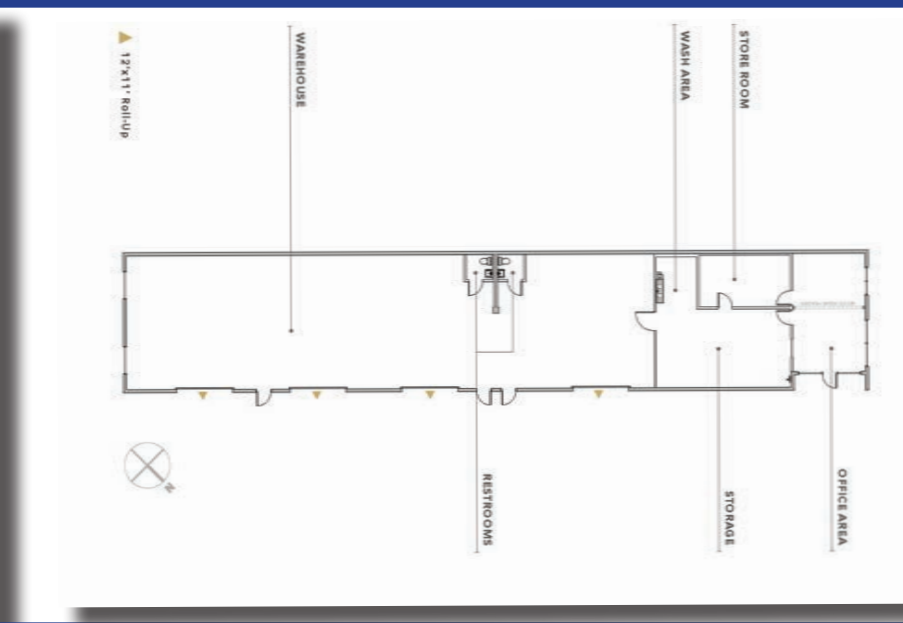 STORE ROOM
WASH AREA
WAREHOUSE
12'x11' Roll-Up
OFFICE AREA
STORAGE
RESTROOMS
N